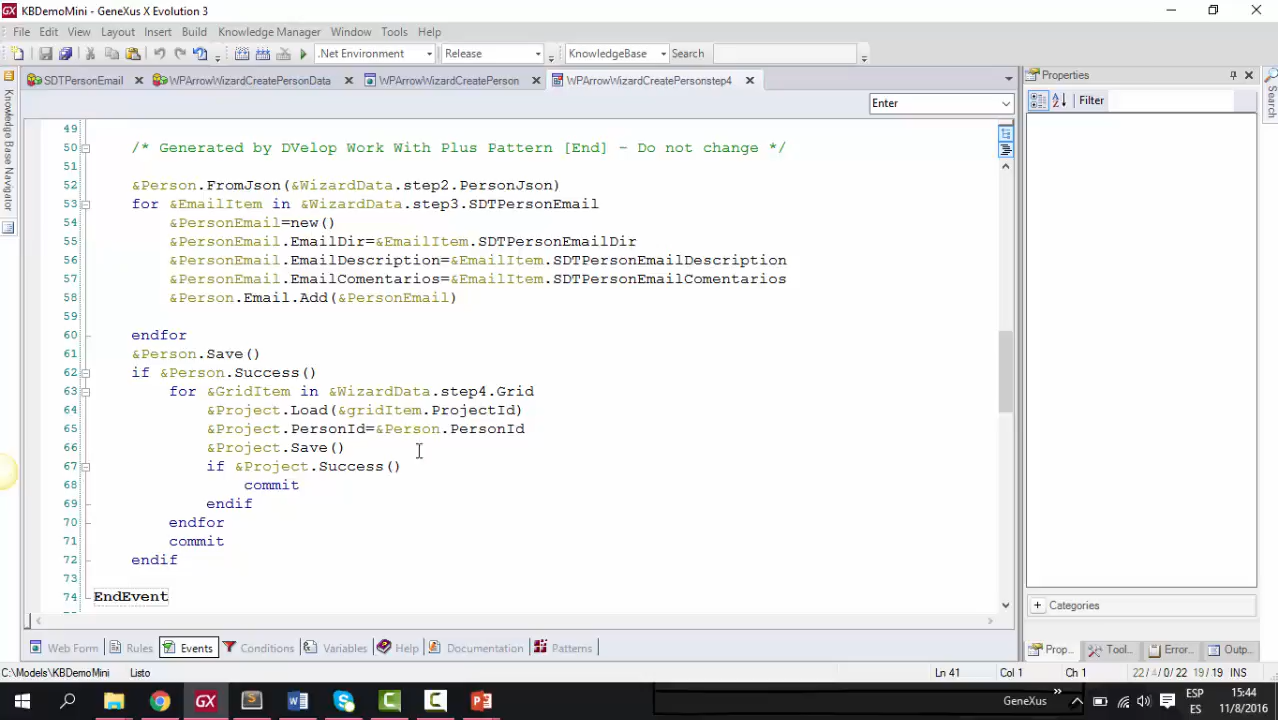 KBDemoMini - GeneXus X Evolution 3
File Edit View Layout Insert Build Knowledge Manager Window Tools Help
.Net Environment Release KnowledgeBase Search
SDTPersonEmail WPArrowWizardCreatePersonData WPArrowWizardCreatePerson WPArrowWizardCreatePersonstep4
Properties
Enter
Filter
Knowledge Base Navigator
Search
49
50 /* Generated by DVelop Work With Plus Pattern [End] - Do not change */
51
52 &Person.FromJson(&WizardData.step2.PersonJson)
53 for &EmailItem in &WizardData.step3.SDTPersonEmail
54 &PersonEmail=new()
55 &PersonEmail.EmailDir=&EmailItem.SDTPersonEmailDir
56 &PersonEmail.EmailDescription=&EmailItem.SDTPersonEmailDescription
57 &PersonEmail.EmailComentarios=&EmailItem.SDTPersonEmailComentarios
58 &Person.Email.Add(&PersonEmail)
59
60 endfor
61 &Person.Save()
62 if &Person.Success()
63 for &GridItem in &WizardData.step4.Grid
64 &Project.Load(&gridItem.ProjectId)
65 &Project.PersonId=&Person.PersonId
66 &Project.Save()
67 if &Project.Success()
68 commit
69 endif
70 endfor
71 commit
72 endif
73
74 EndEvent
Categories
Web Form Rules Events Conditions Variables Help Documentation Patterns
Prop... Tool... Error... Outp...
C:\Models\KBDemoMini Listo Ln 41 Col 1 Ch 1 22 / 4 / 0 / 22 19 / 19 INS
GeneXus ESP ES 15:44 11/8/2016